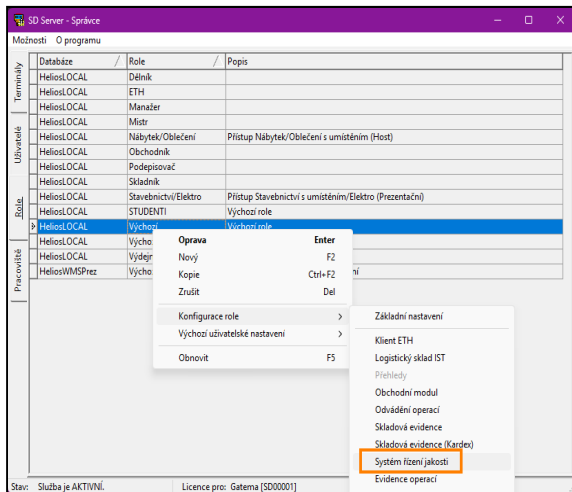 SD Server - Správce
Možnosti O programu
Terminály
Uživatelé
Role
Pracoviště
Databáze / Role / Popis
HeliosLOCAL Dělník
HeliosLOCAL ETH
HeliosLOCAL Manažer
HeliosLOCAL Mistr
HeliosLOCAL Nábytek/Oblečení Přístup Nábytek/Oblečení s umístěním (Host)
HeliosLOCAL Obchodník
HeliosLOCAL Podepisovač
HeliosLOCAL Skladník
HeliosLOCAL Stavebnictví/Elektro Přístup Stavebnictví s umístěním/Elektro (Prezentační)
HeliosLOCAL STUDENTI Výchozí role
HeliosLOCAL Výchozí Výchozí role
HeliosLOCAL Výcho
HeliosLOCAL Výdejn
HeliosWMSPrez Výcho ní
Oprava Enter
Nový F2
Kopie Ctrl+F2
Zrušit Del
Konfigurace role >
Výchozí uživatelské nastavení >
Obnovit F5
Základní nastavení
Klient ETH
Logistický sklad IST
Přehledy
Obchodní modul
Odvádění operací
Skladová evidence
Skladová evidence (Kardex)
Systém řízení jakosti
Evidence operací
Stav: Služba je AKTIVNÍ. Licence pro: Gatema [SD00001]